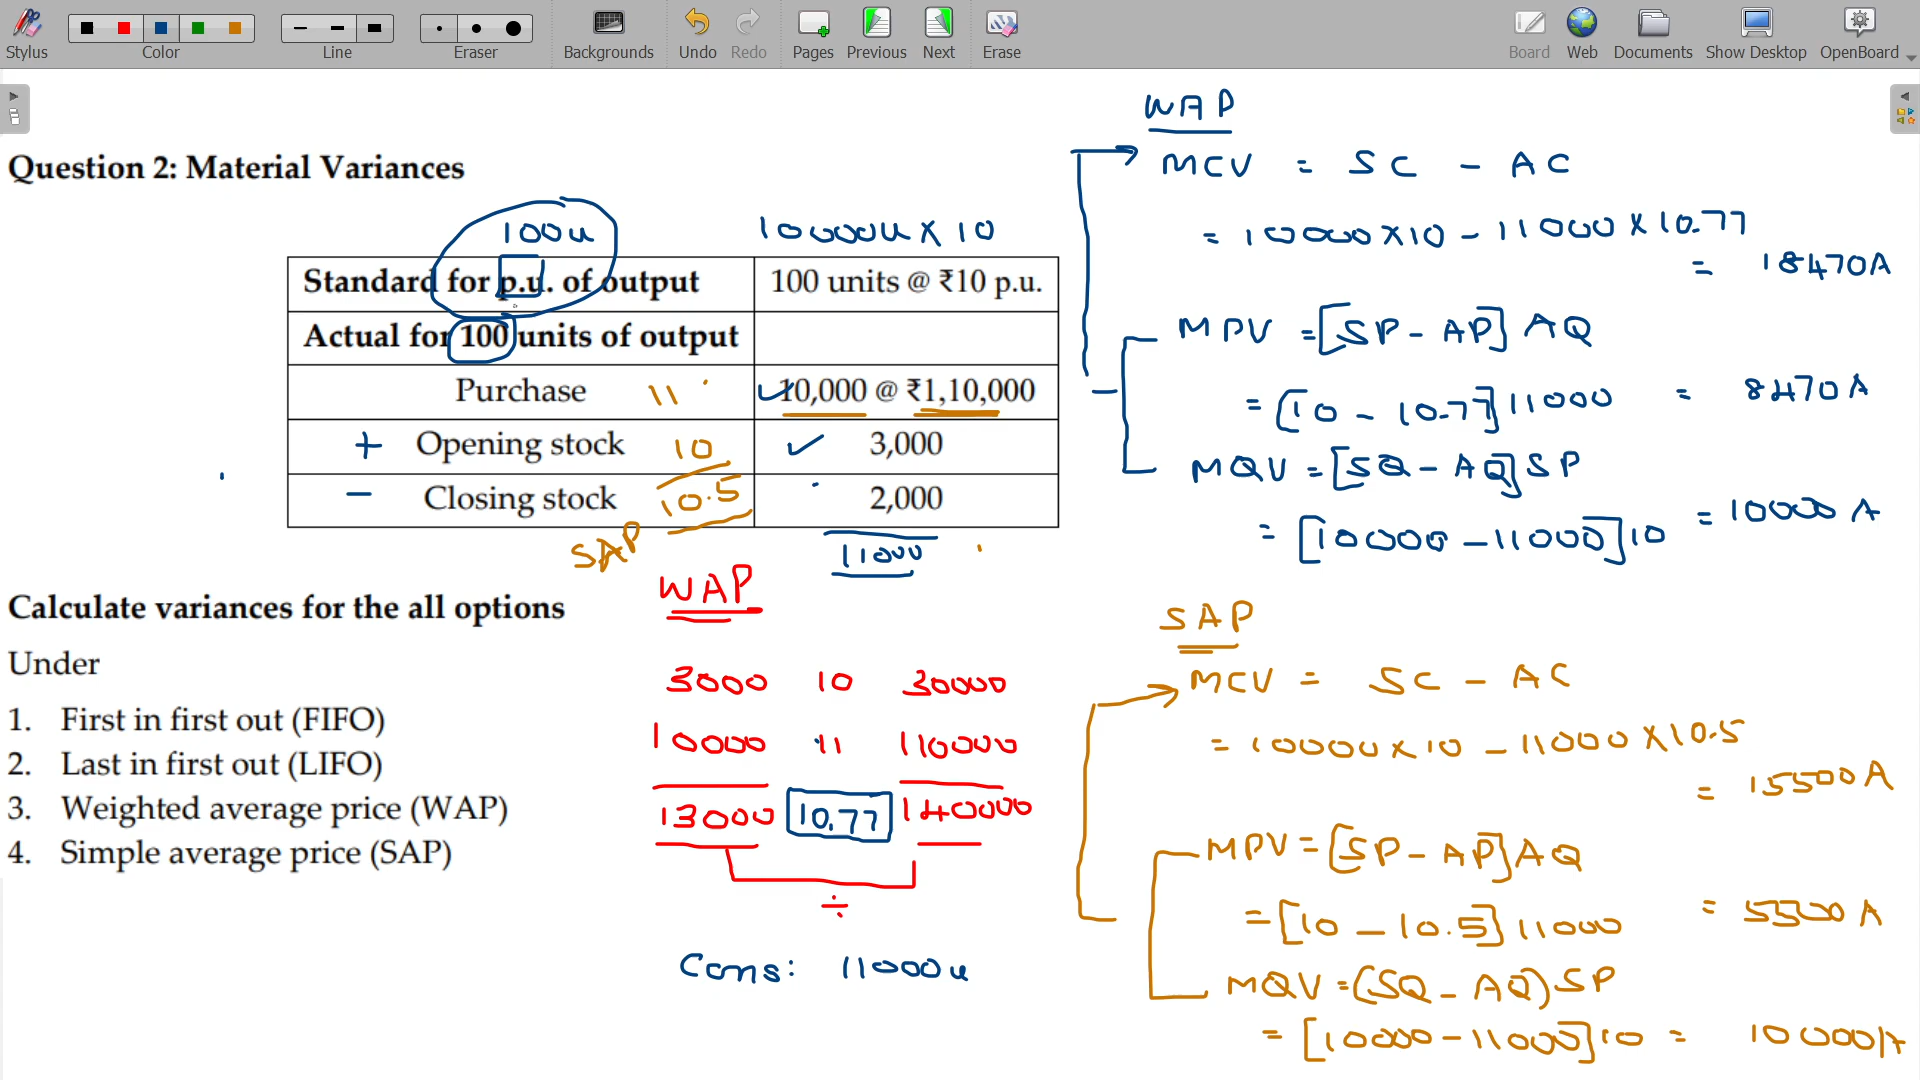 Stylus Color Line Eraser Backgrounds Undo Redo Pages Previous Next Erase Board Web Documents Show Desktop OpenBoard
Question 2: Material Variances
100u 10000u X 10
Standard for p.u. of output 100 units @ ₹10 p.u.
Actual for 100 units of output
Purchase 11 10,000 @ ₹1,10,000
+ Opening stock 10 3,000
− Closing stock 10.5 2,000
SAP
11000
Calculate variances for the all options
Under
1. First in first out (FIFO)
2. Last in first out (LIFO)
3. Weighted average price (WAP)
4. Simple average price (SAP)
WAP
3000 10 30000
10000 11 110000
13000 10.77 140000
÷
Cons: 11000u
WAP
MCV = SC - AC
= 10000X10 - 11000 X 10.77
= 18470A
MPV = [SP - AP] AQ
= [10 - 10.77] 11000 = 8470A
MQV = [SQ - AQ] SP
= [10000 - 11000] 10 = 10000 A
SAP
MCV = SC - AC
= 10000 X 10 - 11000 X 10.5
= 15500 A
MPV = [SP - AP] AQ
= [10 - 10.5] 11000 = 5500 A
MQV = (SQ - AQ) SP
= [10000 - 11000] 10 = 10000A